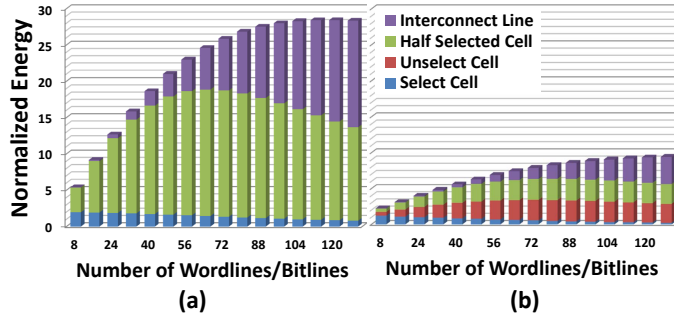 Normalized Energy
30
25
20
15
10
5
0
8 24 40 56 72 88 104 120
Number of Wordlines/Bitlines
(a)
Interconnect Line
Half Selected Cell
Unselect Cell
Select Cell
8 24 40 56 72 88 104 120
Number of Wordlines/Bitlines
(b)